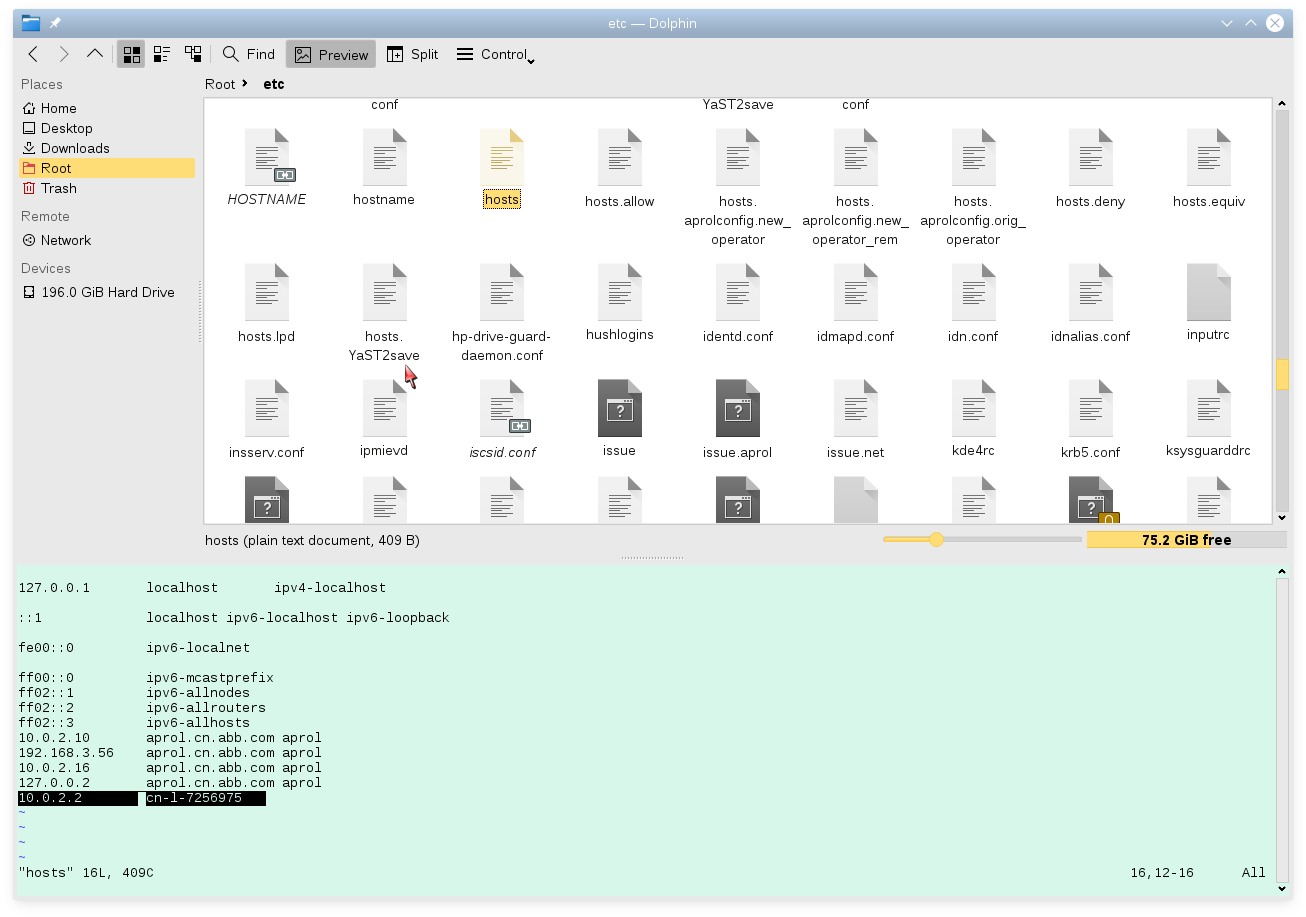 etc — Dolphin
Find Preview Split Control
Places
Home
Desktop
Downloads
Root
Trash
Remote
Network
Devices
196.0 GiB Hard Drive
Root etc
conf YaST2save conf
HOSTNAME hostname hosts hosts.allow hosts. hosts. hosts. hosts.deny hosts.equiv
aprolconfig.new_ aprolconfig.new_ aprolconfig.orig_
operator operator_rem operator
hosts.lpd hosts. hp-drive-guard- hushlogins identd.conf idmapd.conf idn.conf idnalias.conf inputrc
YaST2save daemon.conf
insserv.conf ipmievd iscsid.conf issue issue.aprol issue.net kde4rc krb5.conf ksysguarddrc
hosts (plain text document, 409 B)
75.2 GiB free
127.0.0.1 localhost ipv4-localhost
::1 localhost ipv6-localhost ipv6-loopback
fe00::0 ipv6-localnet
ff00::0 ipv6-mcastprefix
ff02::1 ipv6-allnodes
ff02::2 ipv6-allrouters
ff02::3 ipv6-allhosts
10.0.2.10 aprol.cn.abb.com aprol
192.168.3.56 aprol.cn.abb.com aprol
10.0.2.16 aprol.cn.abb.com aprol
127.0.0.2 aprol.cn.abb.com aprol
10.0.2.2 cn-l-7256975
~
~
~
~
"hosts" 16L, 409C 16,12-16 All